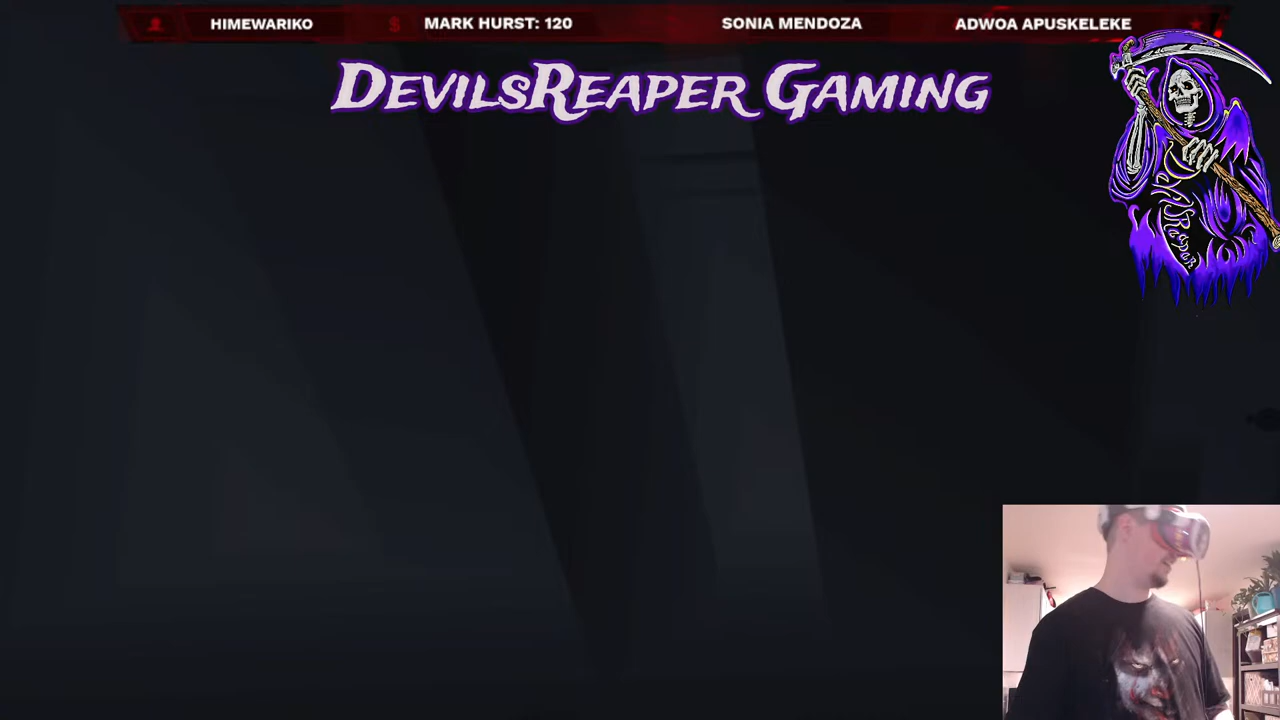 HIMEWARIKO MARK HURST: 120 SONIA MENDOZA ADWOA APUSKELEKE
DEVILSREAPER GAMING